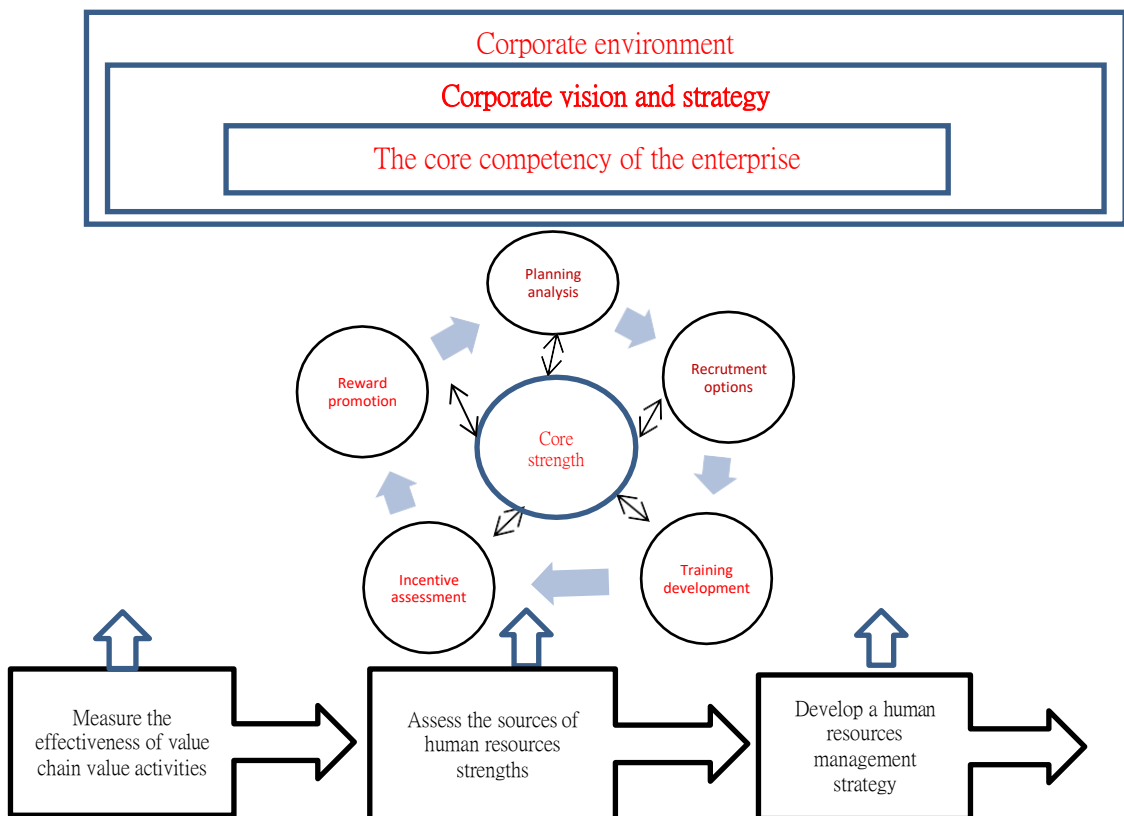 Corporate environment
Corporate vision and strategy
The core competency of the enterprise
Planning
analysis
Recrutment
options
Reward
promotion
Core
strength
Training
development
Incentive
assessment
Measure the
effectiveness of value
chain value activities
Assess the sources of
human resources
strengths
Develop a human
resources
management
strategy